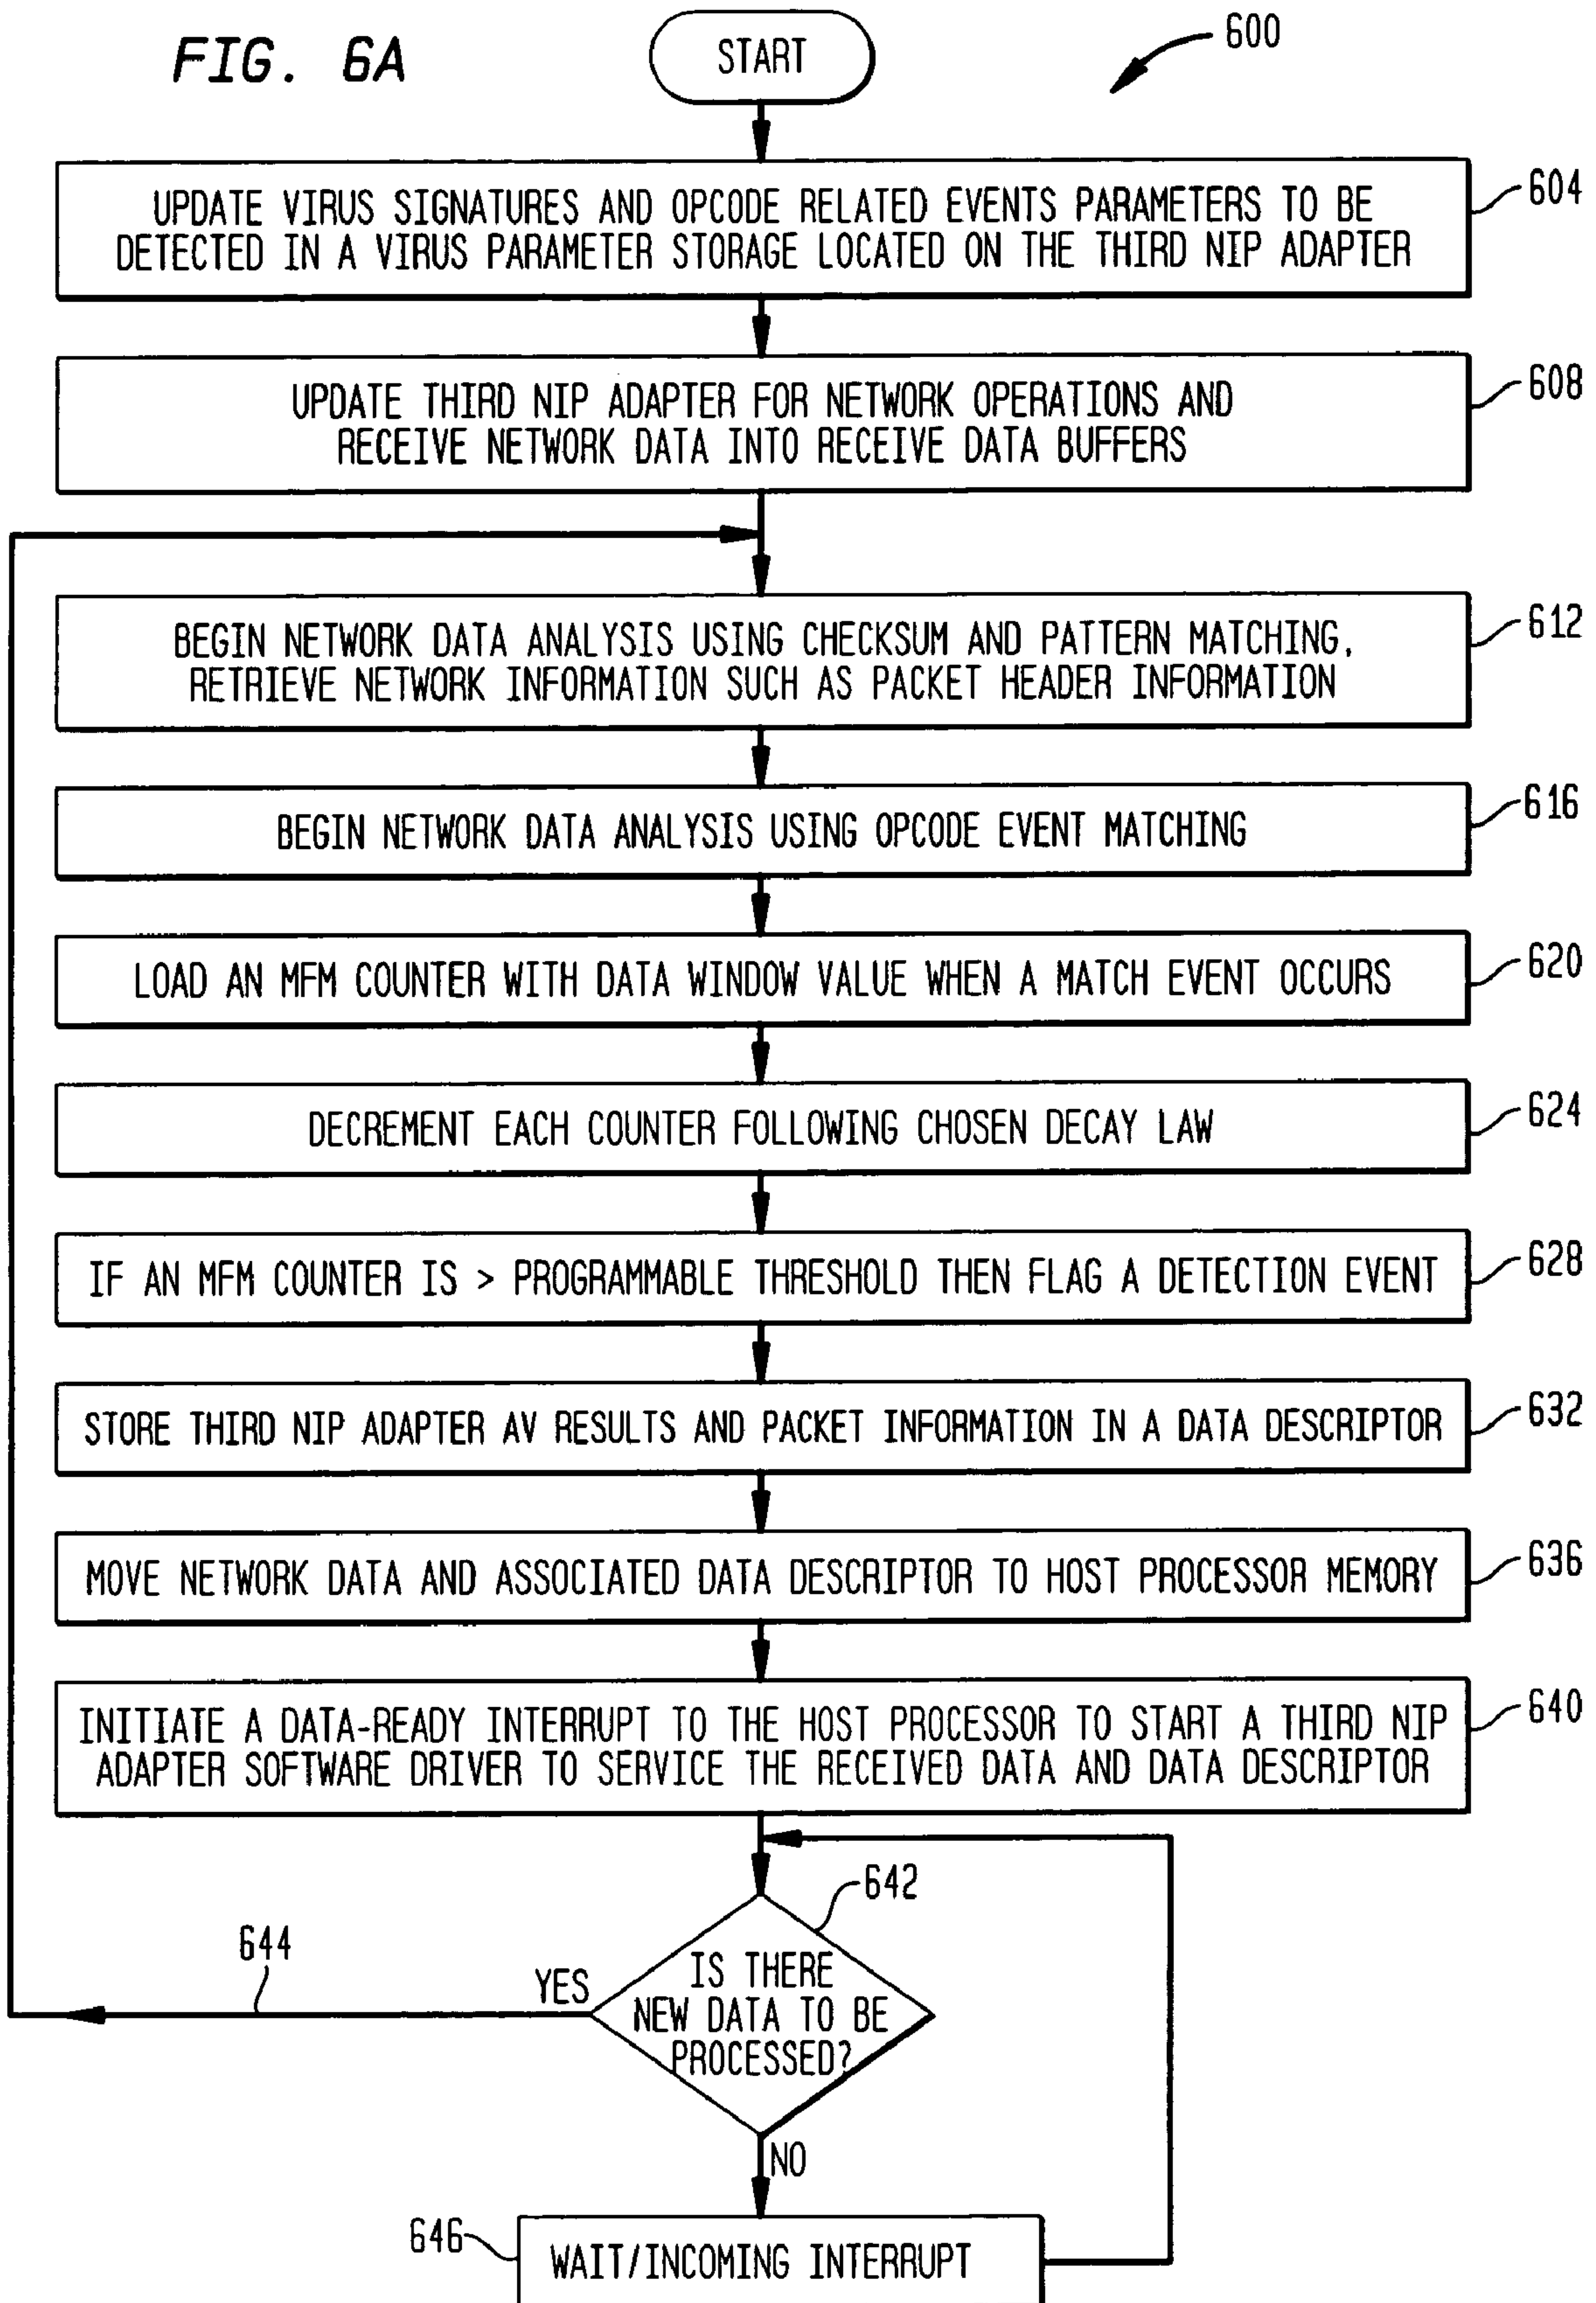 FIG. 6A
START
600
UPDATE VIRUS SIGNATURES AND OPCODE RELATED EVENTS PARAMETERS TO BE
DETECTED IN A VIRUS PARAMETER STORAGE LOCATED ON THE THIRD NIP ADAPTER
604
UPDATE THIRD NIP ADAPTER FOR NETWORK OPERATIONS AND
RECEIVE NETWORK DATA INTO RECEIVE DATA BUFFERS
608
BEGIN NETWORK DATA ANALYSIS USING CHECKSUM AND PATTERN MATCHING,
RETRIEVE NETWORK INFORMATION SUCH AS PACKET HEADER INFORMATION
612
BEGIN NETWORK DATA ANALYSIS USING OPCODE EVENT MATCHING
616
LOAD AN MFM COUNTER WITH DATA WINDOW VALUE WHEN A MATCH EVENT OCCURS
620
DECREMENT EACH COUNTER FOLLOWING CHOSEN DECAY LAW
624
IF AN MFM COUNTER IS > PROGRAMMABLE THRESHOLD THEN FLAG A DETECTION EVENT
628
STORE THIRD NIP ADAPTER AV RESULTS AND PACKET INFORMATION IN A DATA DESCRIPTOR
632
MOVE NETWORK DATA AND ASSOCIATED DATA DESCRIPTOR TO HOST PROCESSOR MEMORY
636
INITIATE A DATA-READY INTERRUPT TO THE HOST PROCESSOR TO START A THIRD NIP
ADAPTER SOFTWARE DRIVER TO SERVICE THE RECEIVED DATA AND DATA DESCRIPTOR
640
642
644
YES
IS THERE
NEW DATA TO BE
PROCESSED?
NO
646
WAIT/INCOMING INTERRUPT